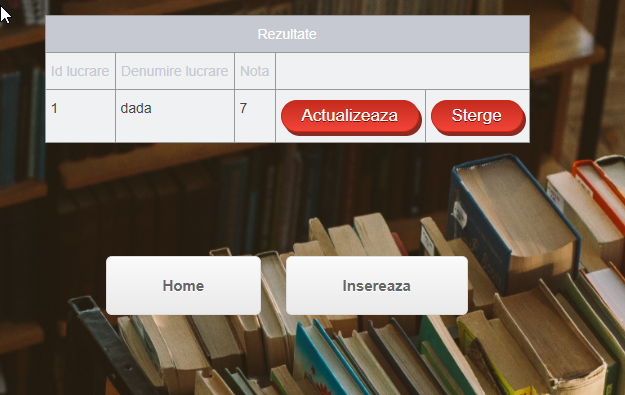 Rezultate
Id lucrare Denumire lucrare Nota
1 dada 7 Actualizeaza Sterge
Home Insereaza